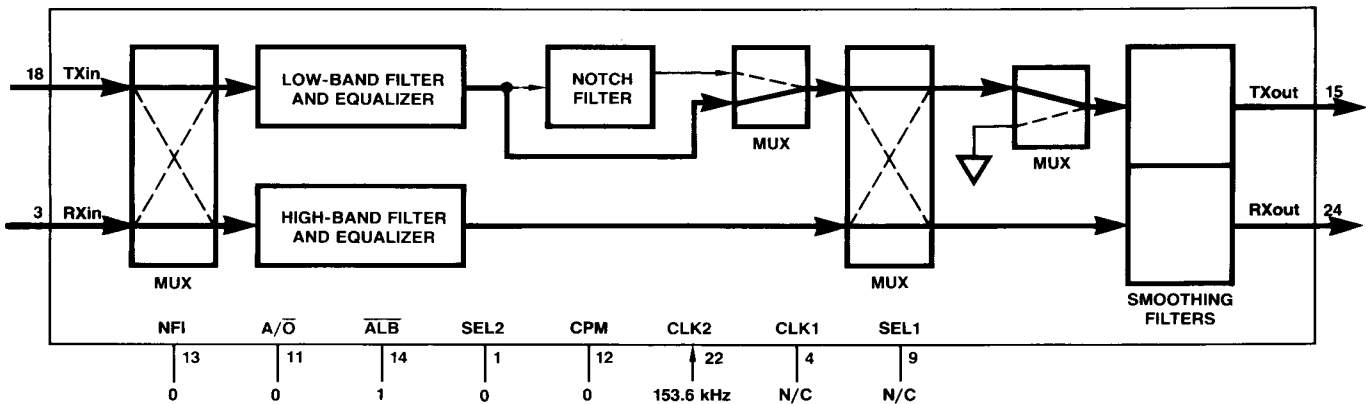 18 TXin
LOW-BAND FILTER
AND EQUALIZER
NOTCH
FILTER
MUX
MUX
TXout 15
3 RXin
HIGH-BAND FILTER
AND EQUALIZER
RXout 24
MUX
MUX
SMOOTHING
FILTERS
NFI A/O̅ A̅L̅B̅ SEL2 CPM CLK2 CLK1 SEL1
13 11 14 1 12 22 4 9
0 0 1 0 0 153.6 kHz N/C N/C